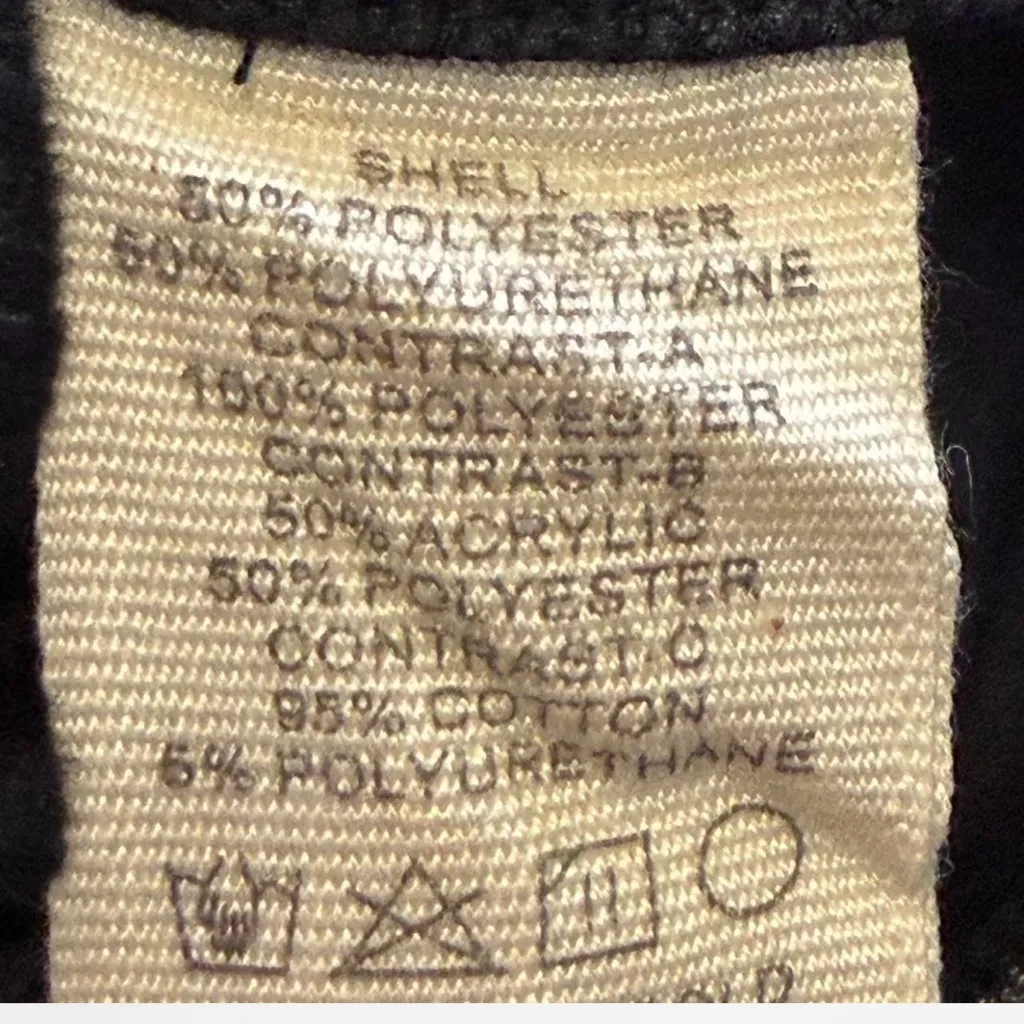 SHELL
50% POLYESTER
50% POLYURETHANE
CONTRAST-A
100% POLYESTER
CONTRAST-B
50% ACRYLIC
50% POLYESTER
CONTRAST-C
95% COTTON
5% POLYURETHANE